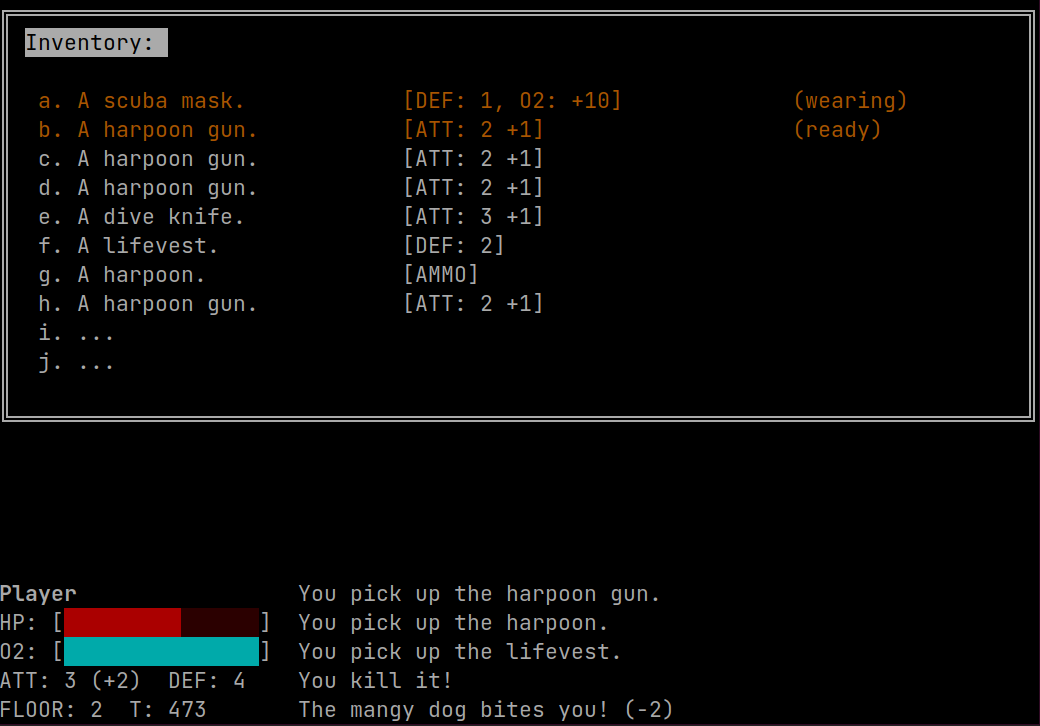 Inventory:
a. A scuba mask. [DEF: 1, O2: +10] (wearing)
b. A harpoon gun. [ATT: 2 +1] (ready)
c. A harpoon gun. [ATT: 2 +1]
d. A harpoon gun. [ATT: 2 +1]
e. A dive knife. [ATT: 3 +1]
f. A lifevest. [DEF: 2]
g. A harpoon. [AMMO]
h. A harpoon gun. [ATT: 2 +1]
i. ...
j. ...
Player You pick up the harpoon gun.
HP: [ ] You pick up the harpoon.
O2: [ ] You pick up the lifevest.
ATT: 3 (+2) DEF: 4 You kill it!
FLOOR: 2 T: 473 The mangy dog bites you! (-2)